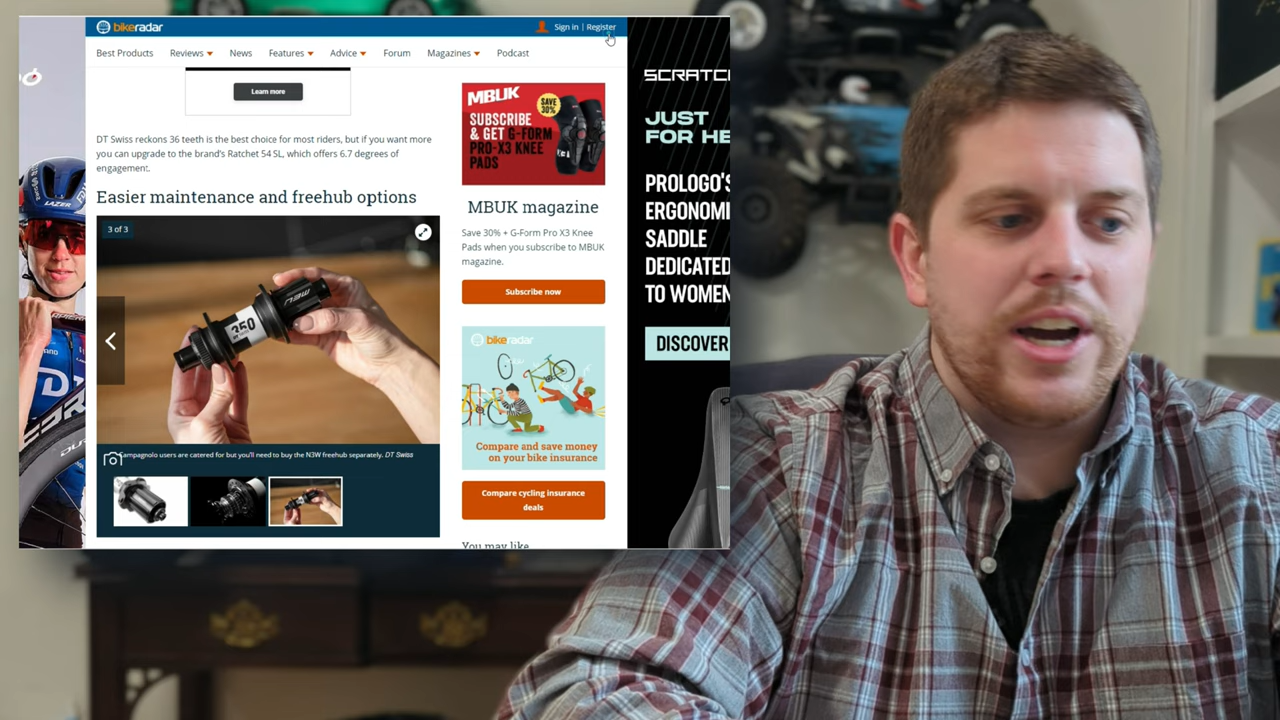 bikeradar
Sign in | Register
Best Products Reviews News Features Advice Forum Magazines Podcast
Learn more
DT Swiss reckons 36 teeth is the best choice for most riders, but if you want more
you can upgrade to the brand's Ratchet 54 SL, which offers 6.7 degrees of
engagement.
Easier maintenance and freehub options
3 of 3
350
Campagnolo users are catered for but you'll need to buy the N3W freehub separately. DT Swiss
MBUK
SAVE
30%
SUBSCRIBE
& GET G-FORM
PRO-X3 KNEE
PADS
MBUK magazine
Save 30% + G-Form Pro X3 Knee
Pads when you subscribe to MBUK
magazine.
Subscribe now
bikeradar
Compare and save money
on your bike insurance
Compare cycling insurance
deals
You may like
LAZER
SCRATC
JUST
FOR HE
PROLOGO'S
ERGONOMI
SADDLE
DEDICATED
TO WOMEN
DISCOVER